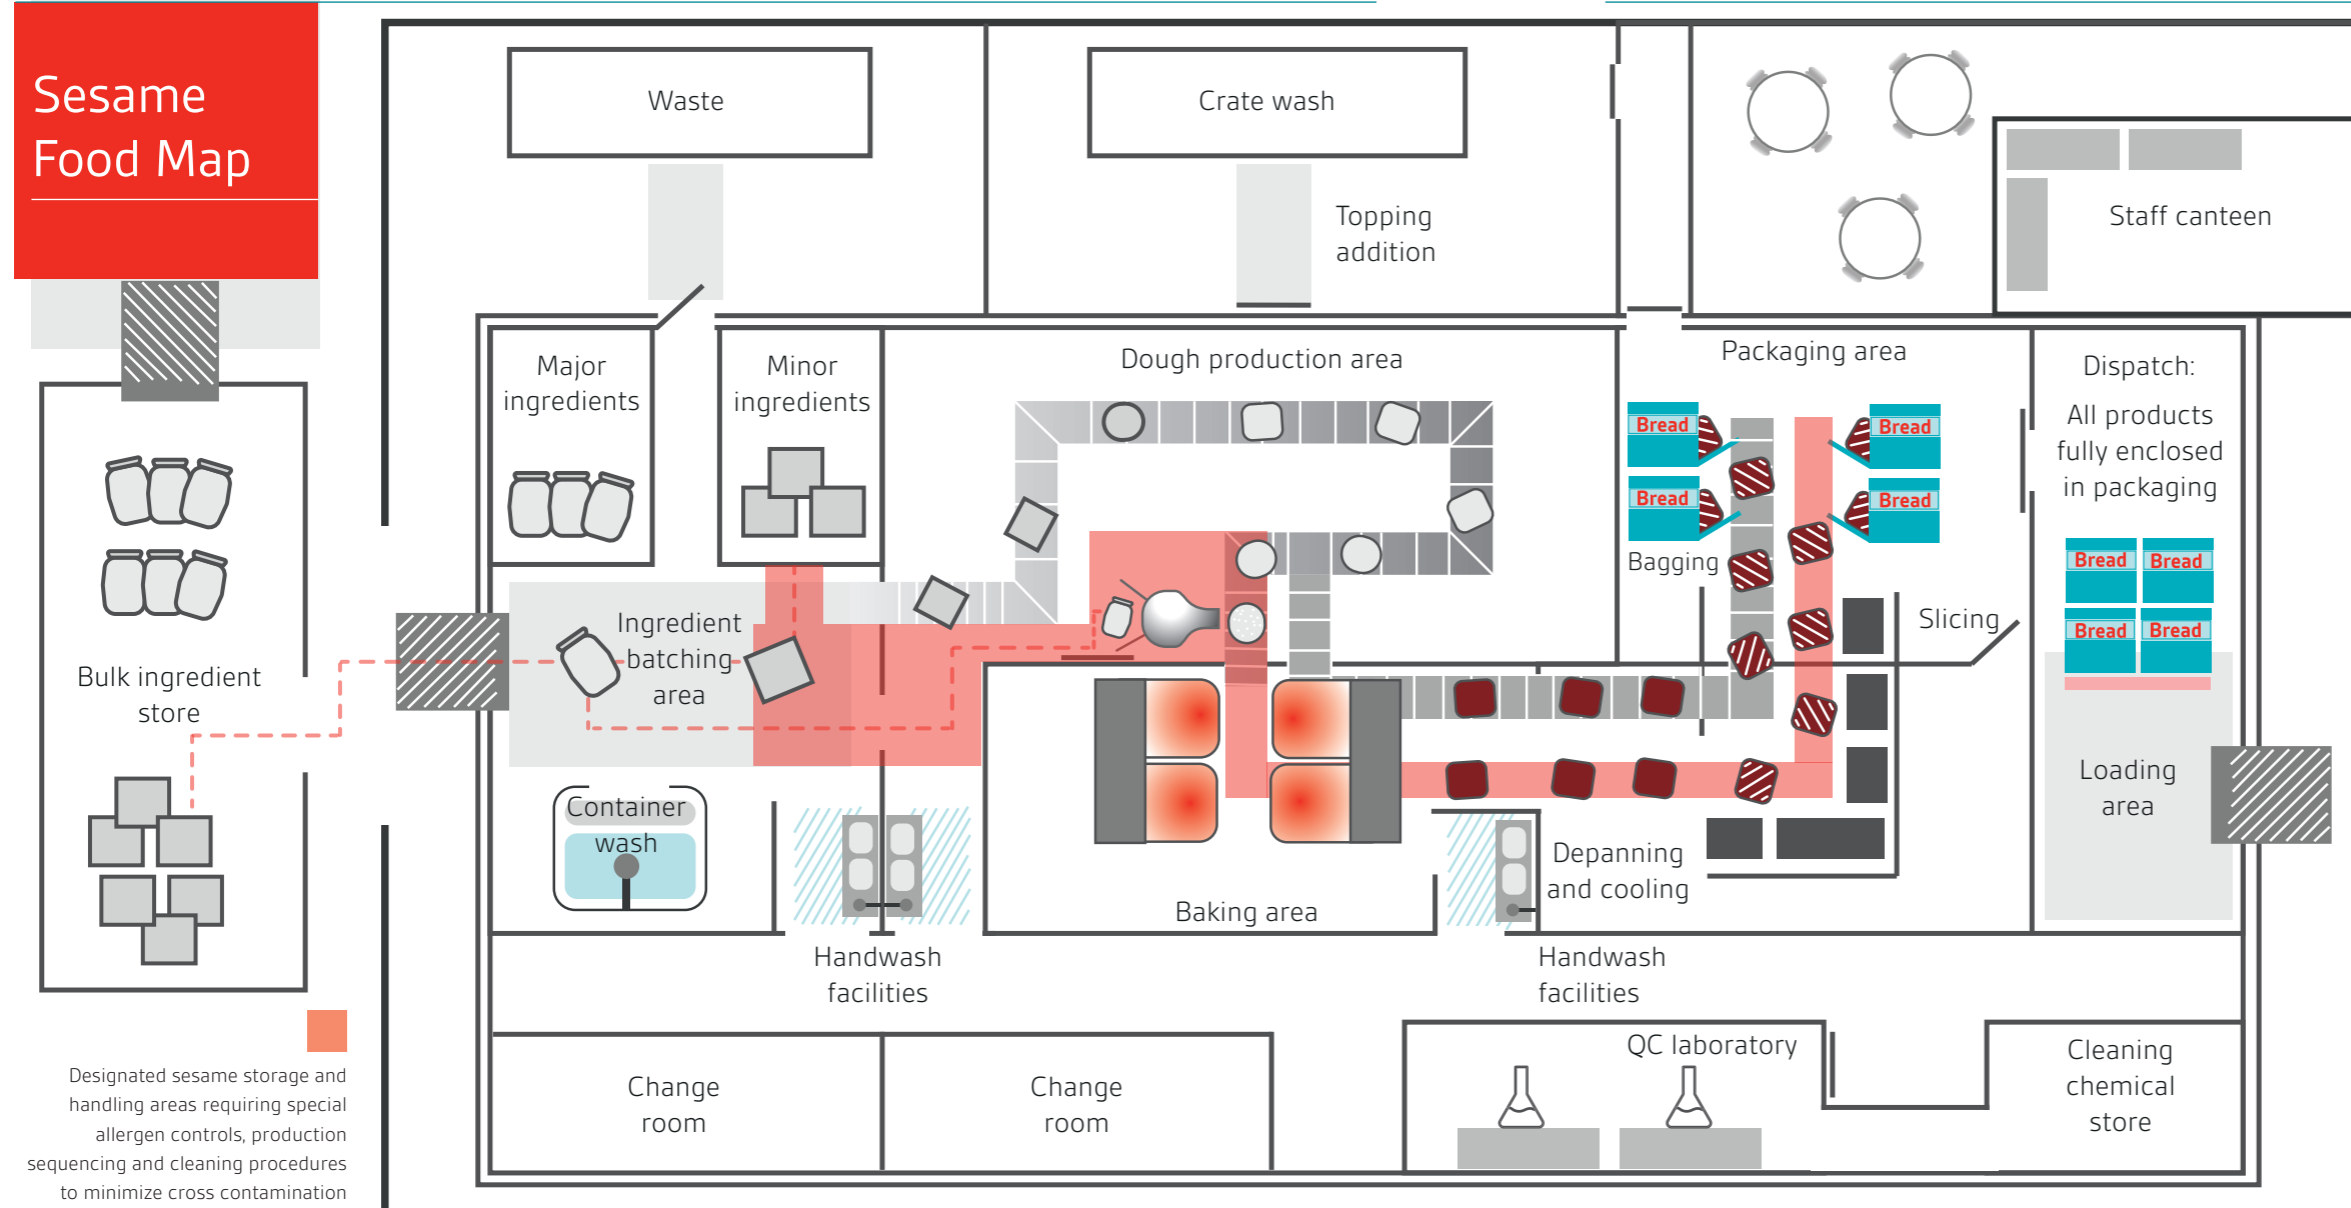 Sesame
Food Map
Waste
Crate wash
Topping
addition
Staff canteen
Major
ingredients
Minor
ingredients
Dough production area
Packaging area
Dispatch:
All products
fully enclosed
in packaging
Bread
Bread
Bread
Bread
Bagging
Slicing
Bread
Bread
Bread
Bread
Ingredient
batching
area
Bulk ingredient
store
Loading
area
Container
wash
Depanning
and cooling
Baking area
Handwash
facilities
Handwash
facilities
Designated sesame storage and
handling areas requiring special
allergen controls, production
sequencing and cleaning procedures
to minimize cross contamination
Change
room
Change
room
QC laboratory
Cleaning
chemical
store